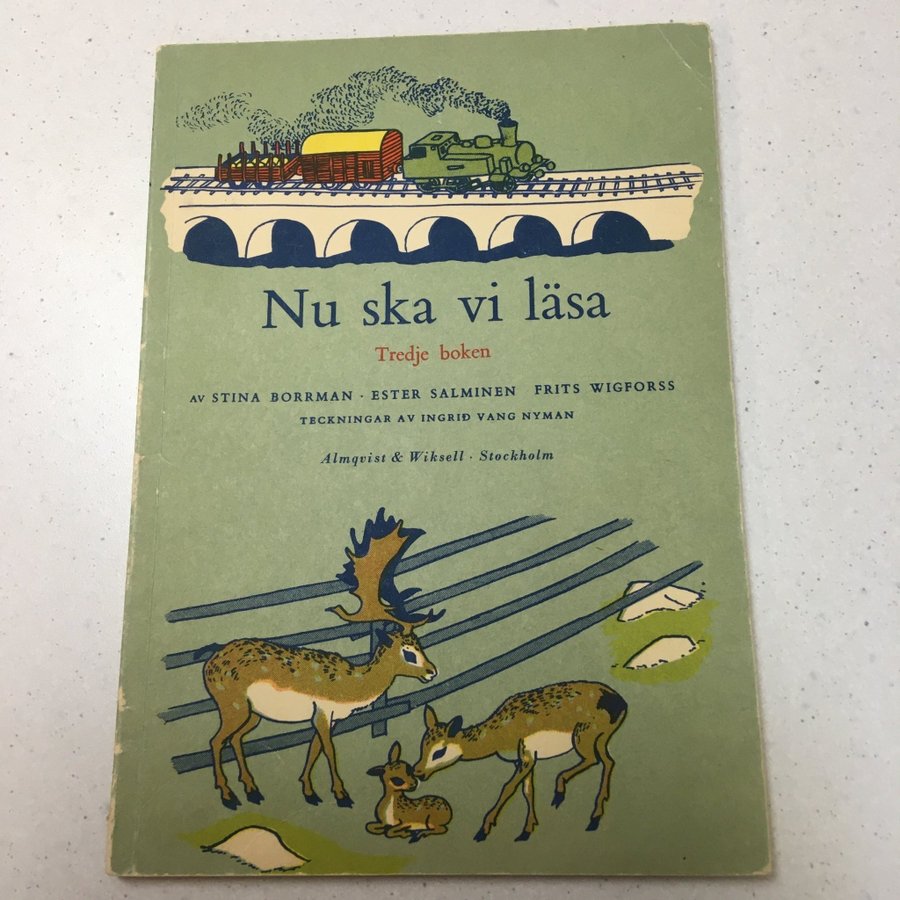 Nu ska vi läsa
Tredje boken
AV STINA BORRMAN · ESTER SALMINEN FRITS WIGFORSS
TECKNINGAR AV INGRID VANG NYMAN
Almqvist & Wiksell · Stockholm